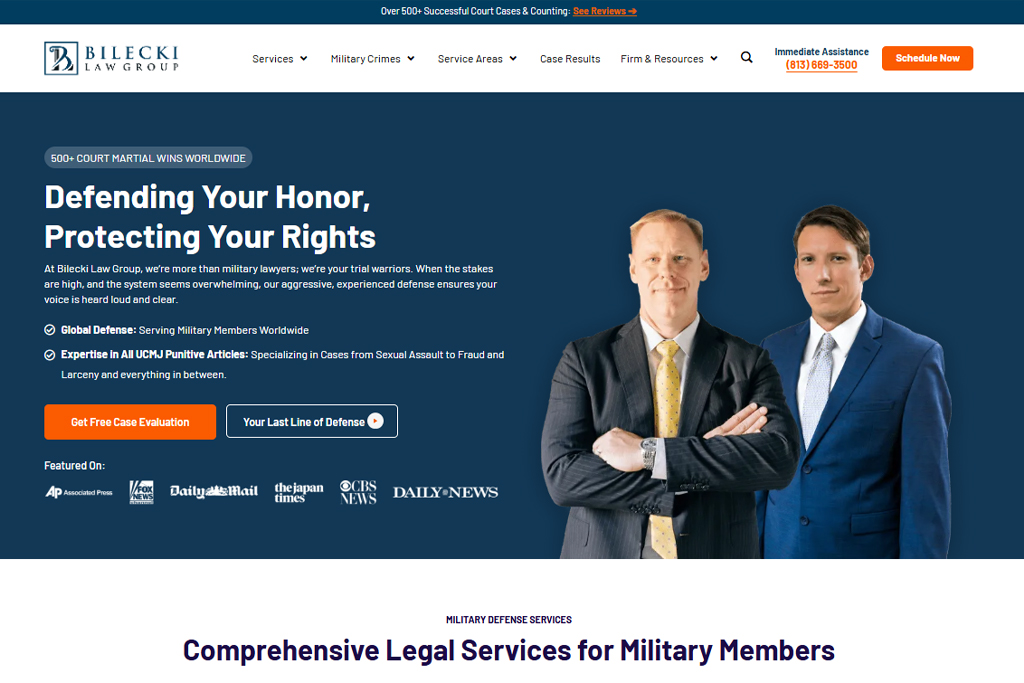 Over 500+ Successful Court Cases & Counting: See Reviews ➔
BILECKI
LAW GROUP
Services
Military Crimes
Service Areas
Case Results
Firm & Resources
Immediate Assistance
(813) 669-3500
Schedule Now
500+ COURT MARTIAL WINS WORLDWIDE
Defending Your Honor,
Protecting Your Rights
At Bilecki Law Group, we're more than military lawyers; we're your trial warriors. When the stakes
are high, and the system seems overwhelming, our aggressive, experienced defense ensures your
voice is heard loud and clear.
Global Defense: Serving Military Members Worldwide
Expertise in All UCMJ Punitive Articles: Specializing in Cases from Sexual Assault to Fraud and
Larceny and everything in between.
Get Free Case Evaluation
Your Last Line of Defense
Featured On:
AP Associated Press
FOX
NEWS
Daily Mail
the japan
times
CBS
NEWS
DAILY NEWS
MILITARY DEFENSE SERVICES
Comprehensive Legal Services for Military Members